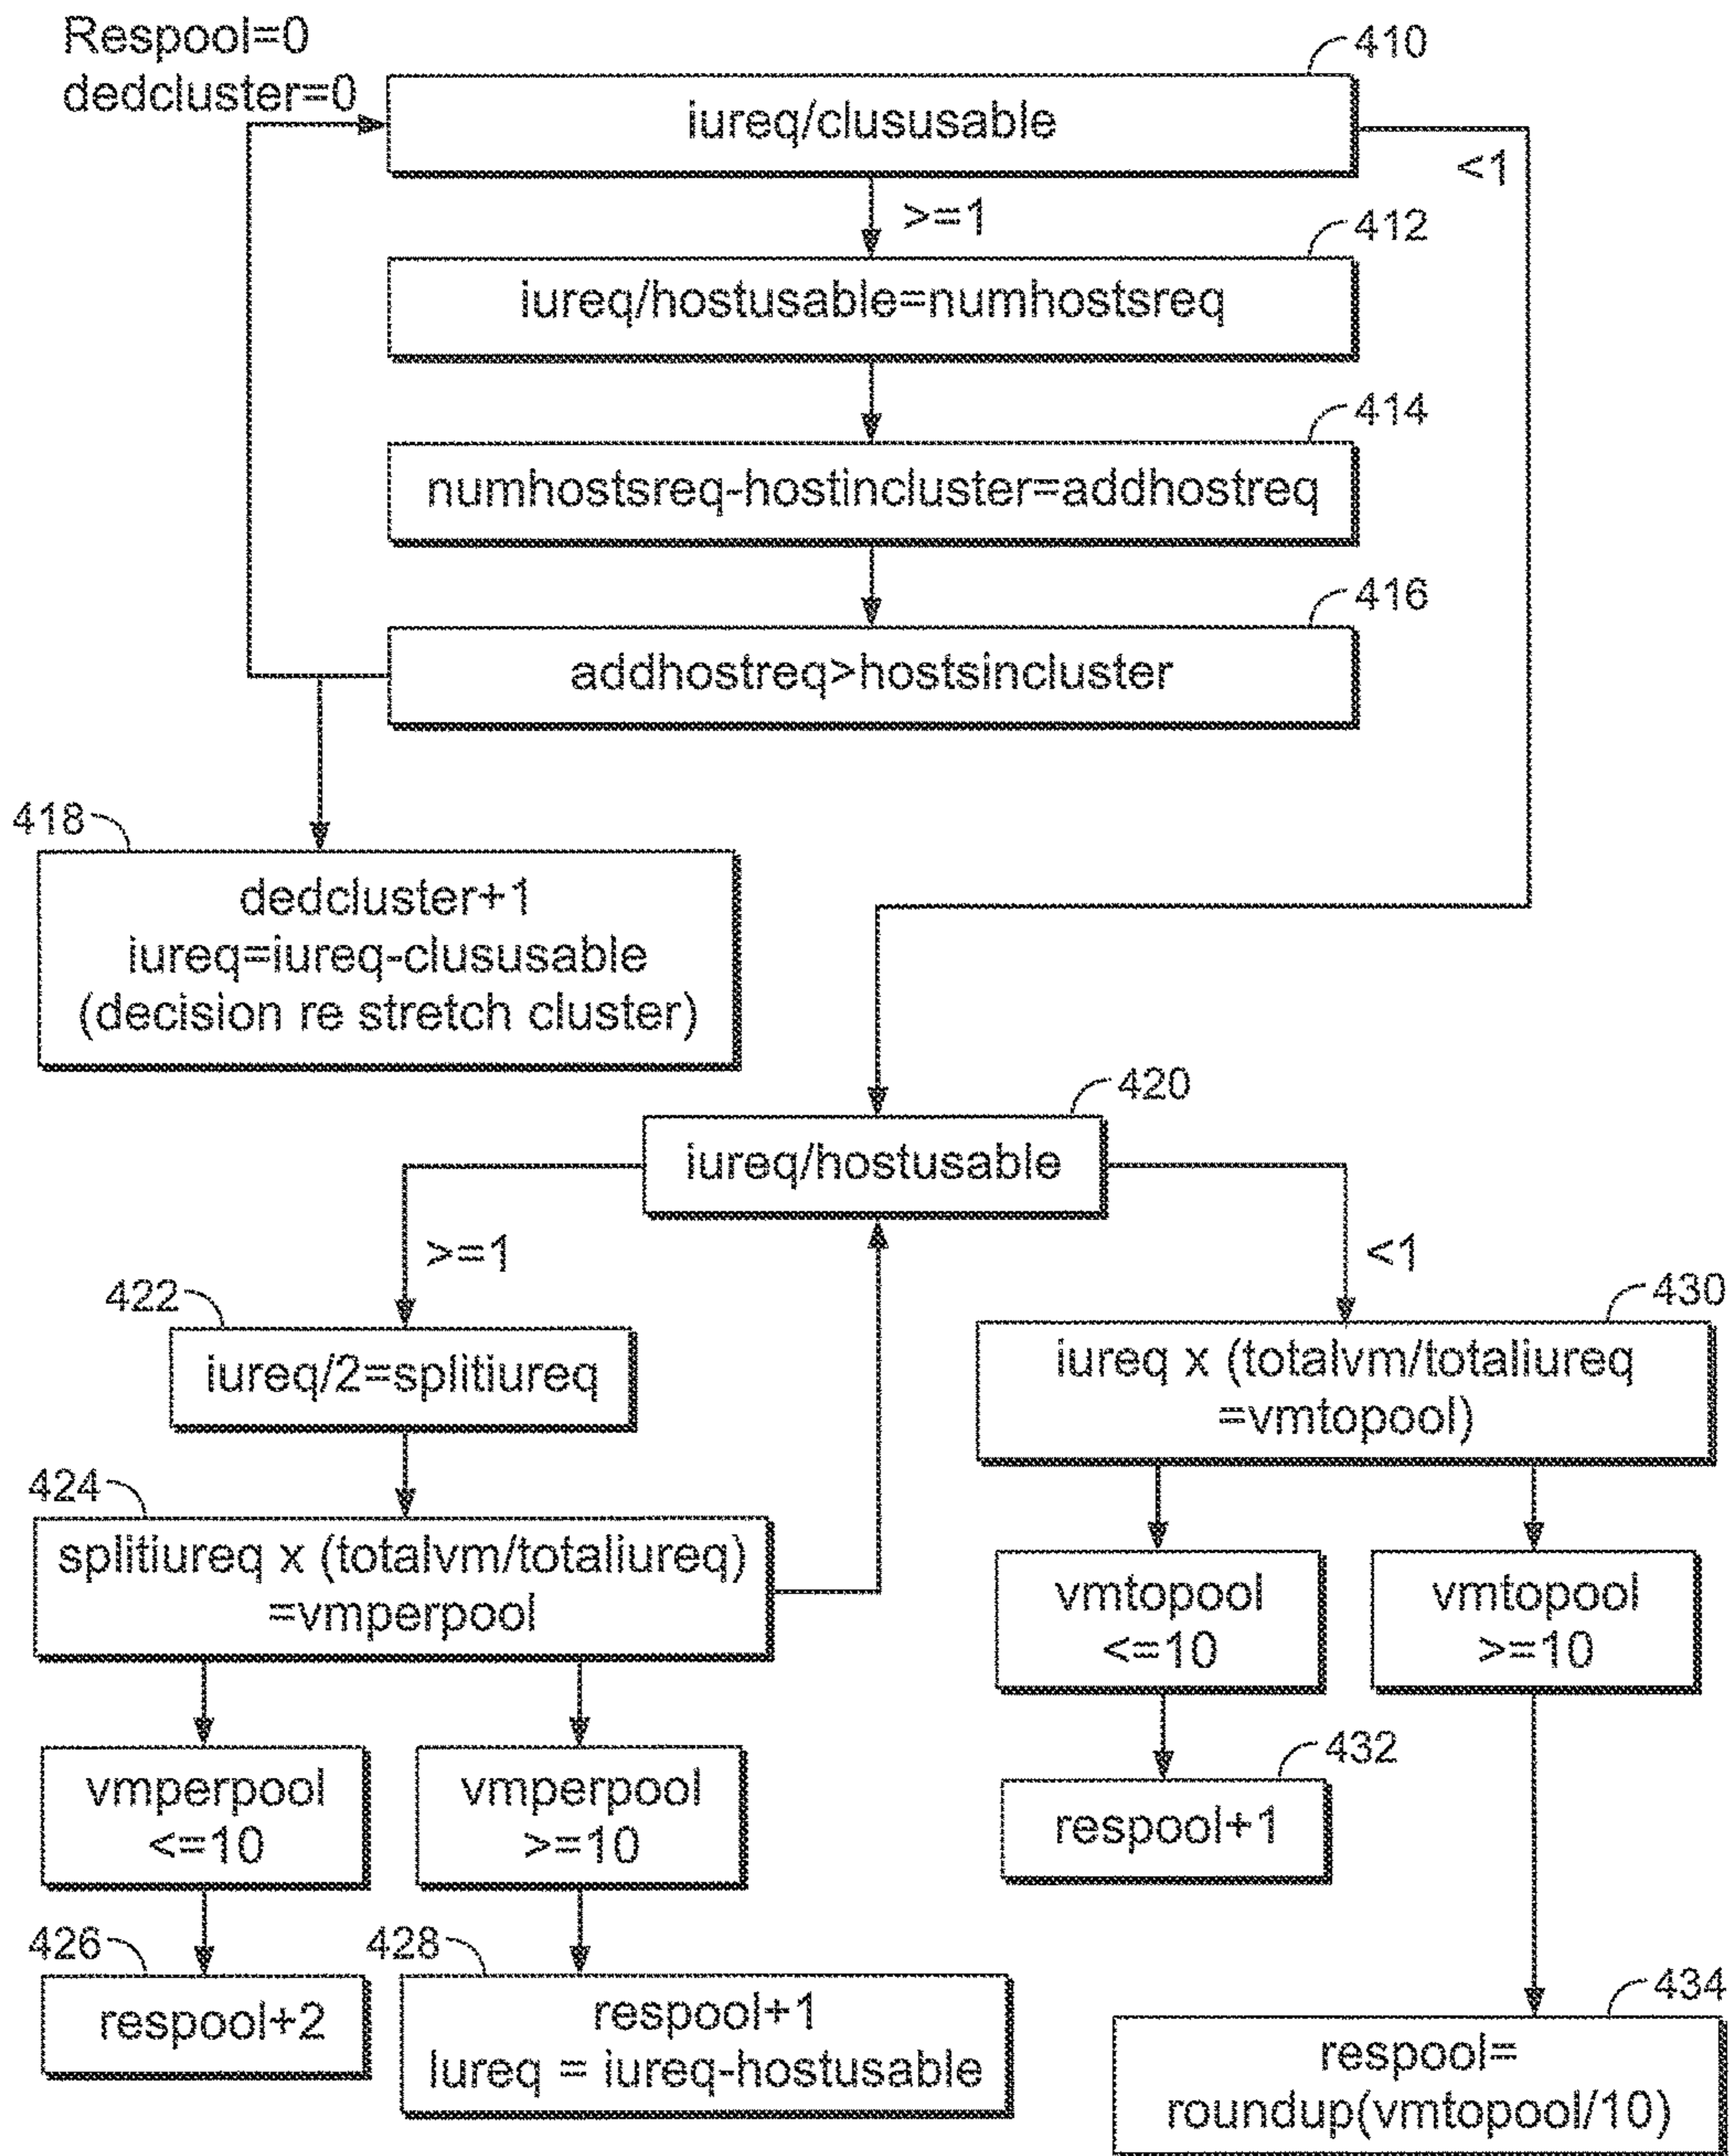 Respool=0
dedcluster=0
410
iureq/clususable
<1
>=1
412
iureq/hostusable=numhostsreq
414
numhostsreq-hostincluster=addhostreq
416
addhostreq>hostsincluster
418
dedcluster+1
iureq=iureq-clususable
(decision re stretch cluster)
420
iureq/hostusable
>=1
<1
422
iureq/2=splitiureq
430
iureq x (totalvm/totaliureq
=vmtopool)
424
splitiureq x (totalvm/totaliureq)
=vmperpool
vmtopool
<=10
vmtopool
>=10
vmperpool
<=10
vmperpool
>=10
432
respool+1
426
respool+2
428
respool+1
Iureq = iureq-hostusable
434
respool=
roundup(vmtopool/10)